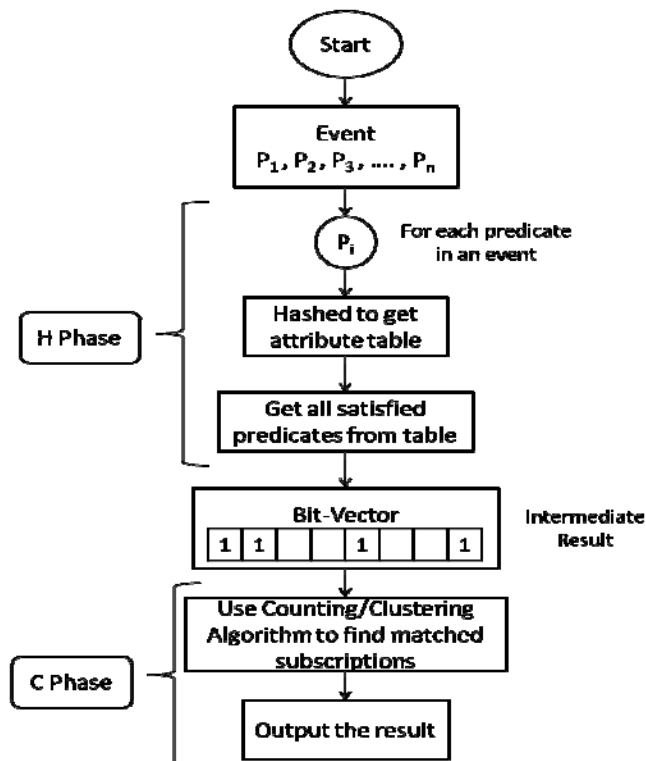 Start
Event
P1, P2, P3, ...., Pn
Pi
For each predicate
in an event
Hashed to get
attribute table
H Phase
Get all satisfied
predicates from table
Bit-Vector
1 1 1 1
Intermediate
Result
Use Counting/Clustering
Algorithm to find matched
subscriptions
C Phase
Output the result